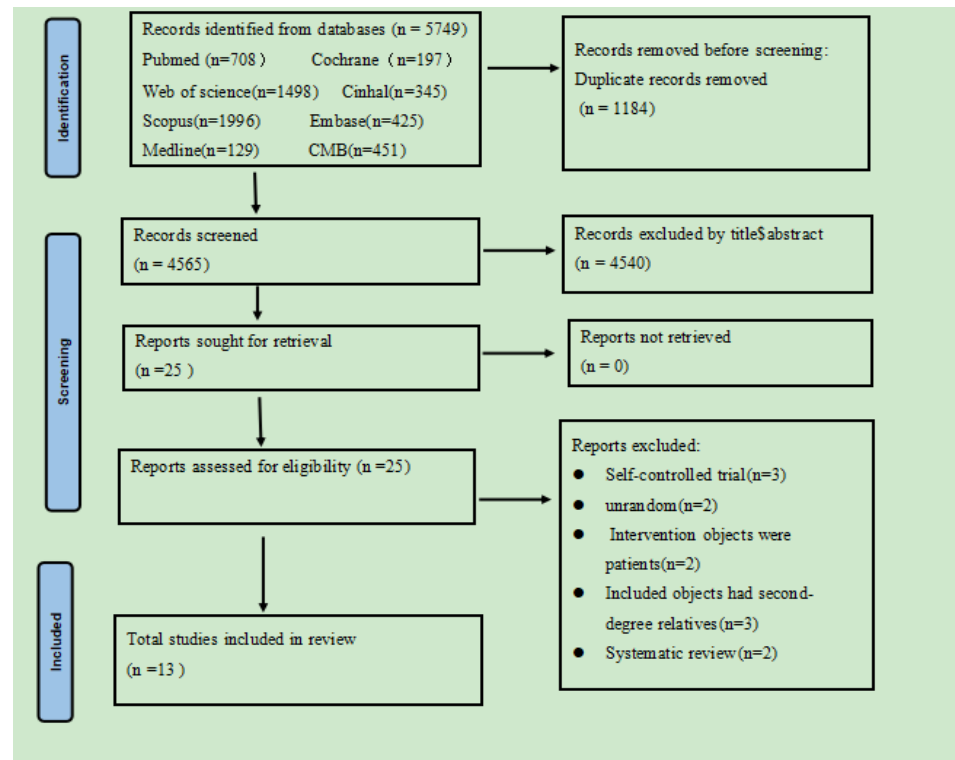 Identification
Records identified from databases (n = 5749)
Pubmed (n=708） Cochrane（n=197）
Web of science(n=1498) Cinhal(n=345)
Scopus(n=1996) Embase(n=425)
Medline(n=129) CMB(n=451)
Records removed before screening:
Duplicate records removed
(n = 1184)
Screening
Records screened
(n = 4565)
Records excluded by title$abstract
(n = 4540)
Reports sought for retrieval
(n =25 )
Reports not retrieved
(n = 0)
Reports assessed for eligibility (n =25)
Reports excluded:
● Self-controlled trial(n=3)
● unrandom(n=2)
● Intervention objects were
patients(n=2)
● Included objects had second-
degree relatives(n=3)
● Systematic review(n=2)
Included
Total studies included in review
(n =13 )